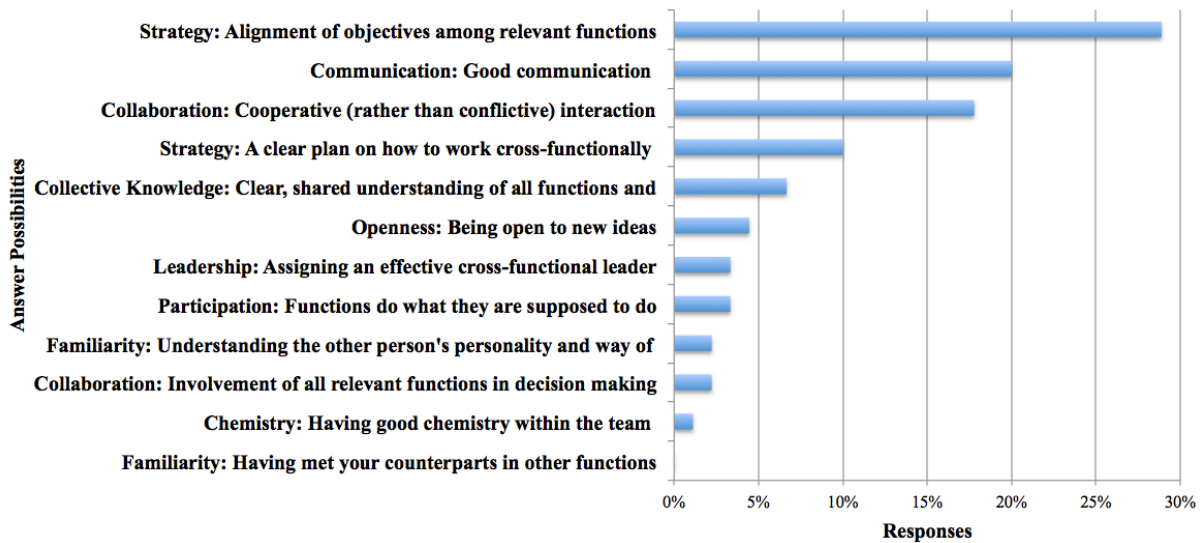 Strategy: Alignment of objectives among relevant functions
Communication: Good communication
Collaboration: Cooperative (rather than conflictive) interaction
Strategy: A clear plan on how to work cross-functionally
Collective Knowledge: Clear, shared understanding of all functions and
Openness: Being open to new ideas
Leadership: Assigning an effective cross-functional leader
Participation: Functions do what they are supposed to do
Familiarity: Understanding the other person's personality and way of
Collaboration: Involvement of all relevant functions in decision making
Chemistry: Having good chemistry within the team
Familiarity: Having met your counterparts in other functions
Answer Possibilities
0% 5% 10% 15% 20% 25% 30%
Responses